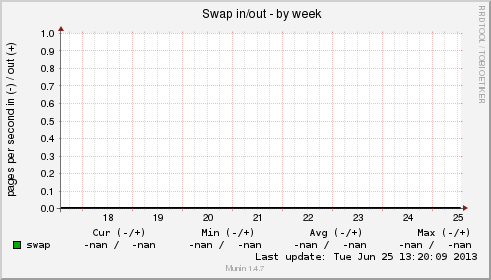 Swap in/out - by week
RRDTOOL / TOBI OETIKER
pages per second in (-) / out (+)
1.0
0.9
0.8
0.7
0.6
0.5
0.4
0.3
0.2
0.1
0.0
18 19 20 21 22 23 24 25
Cur (-/+) Min (-/+) Avg (-/+) Max (-/+)
swap -nan / -nan -nan / -nan -nan / -nan -nan / -nan
Last update: Tue Jun 25 13:20:09 2013
Munin 1.4.7